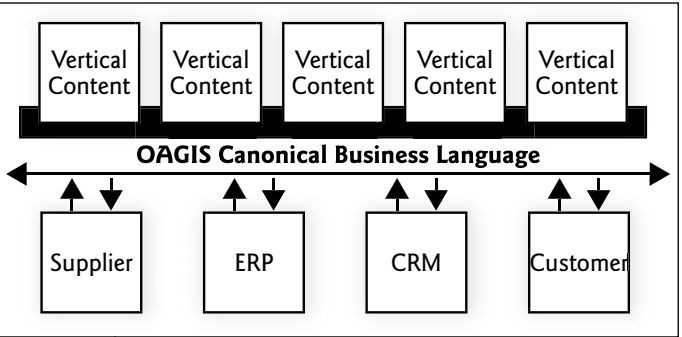 Vertical Vertical Vertical Vertical Vertical
Content Content Content Content Content
OAGIS Canonical Business Language
Supplier ERP CRM Customer